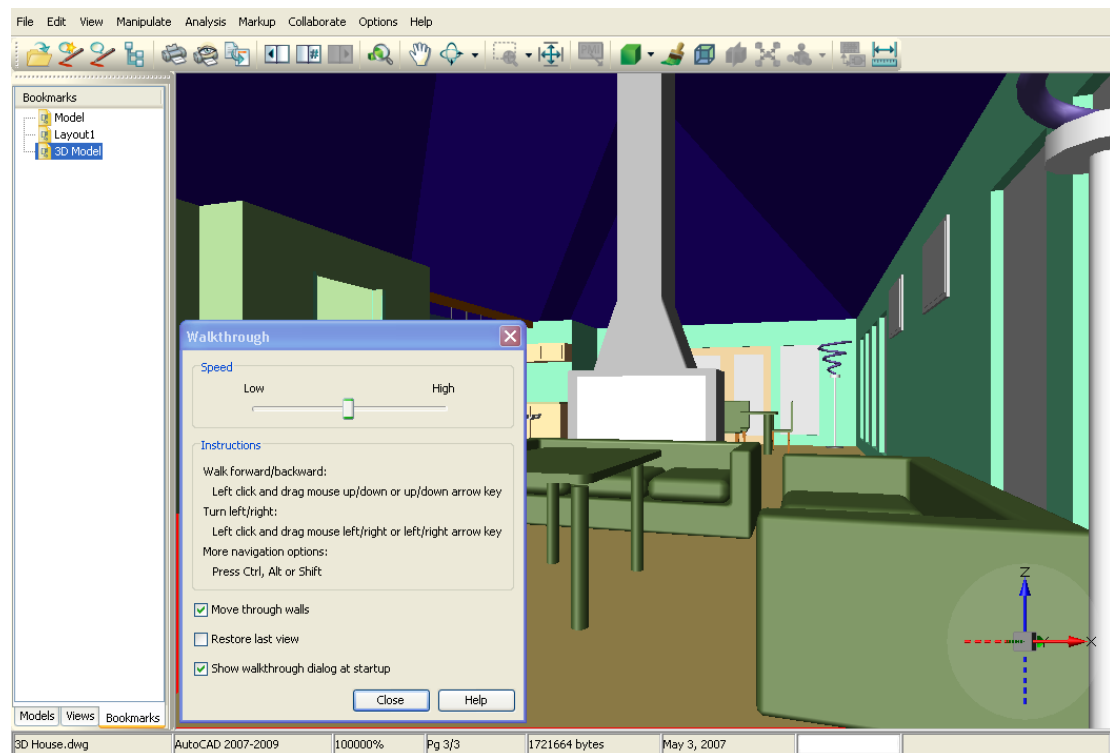 File Edit View Manipulate Analysis Markup Collaborate Options Help
Bookmarks
Model
Layout1
3D Model
Walkthrough
Speed
Low High
Instructions
Walk forward/backward:
Left click and drag mouse up/down or up/down arrow key
Turn left/right:
Left click and drag mouse left/right or left/right arrow key
More navigation options:
Press Ctrl, Alt or Shift
Move through walls
Restore last view
Show walkthrough dialog at startup
Close Help
Z
X
Models Views Bookmarks
3D House.dwg AutoCAD 2007-2009 100000% Pg 3/3 1721664 bytes May 3, 2007